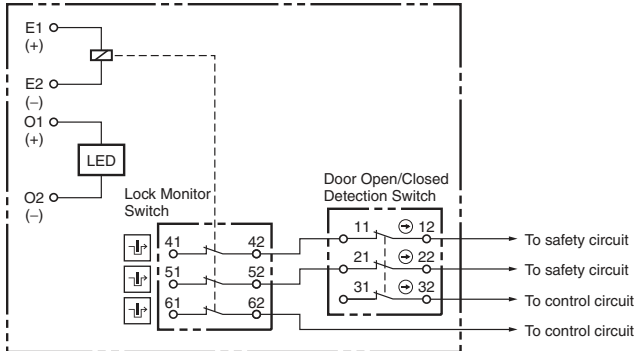 E1
(+)
E2
(–)
O1
(+)
LED
O2
(–)
Lock Monitor
Switch
Door Open/Closed
Detection Switch
41 42
51 52
61 62
11 12
21 22
31 32
To safety circuit
To safety circuit
To control circuit
To control circuit